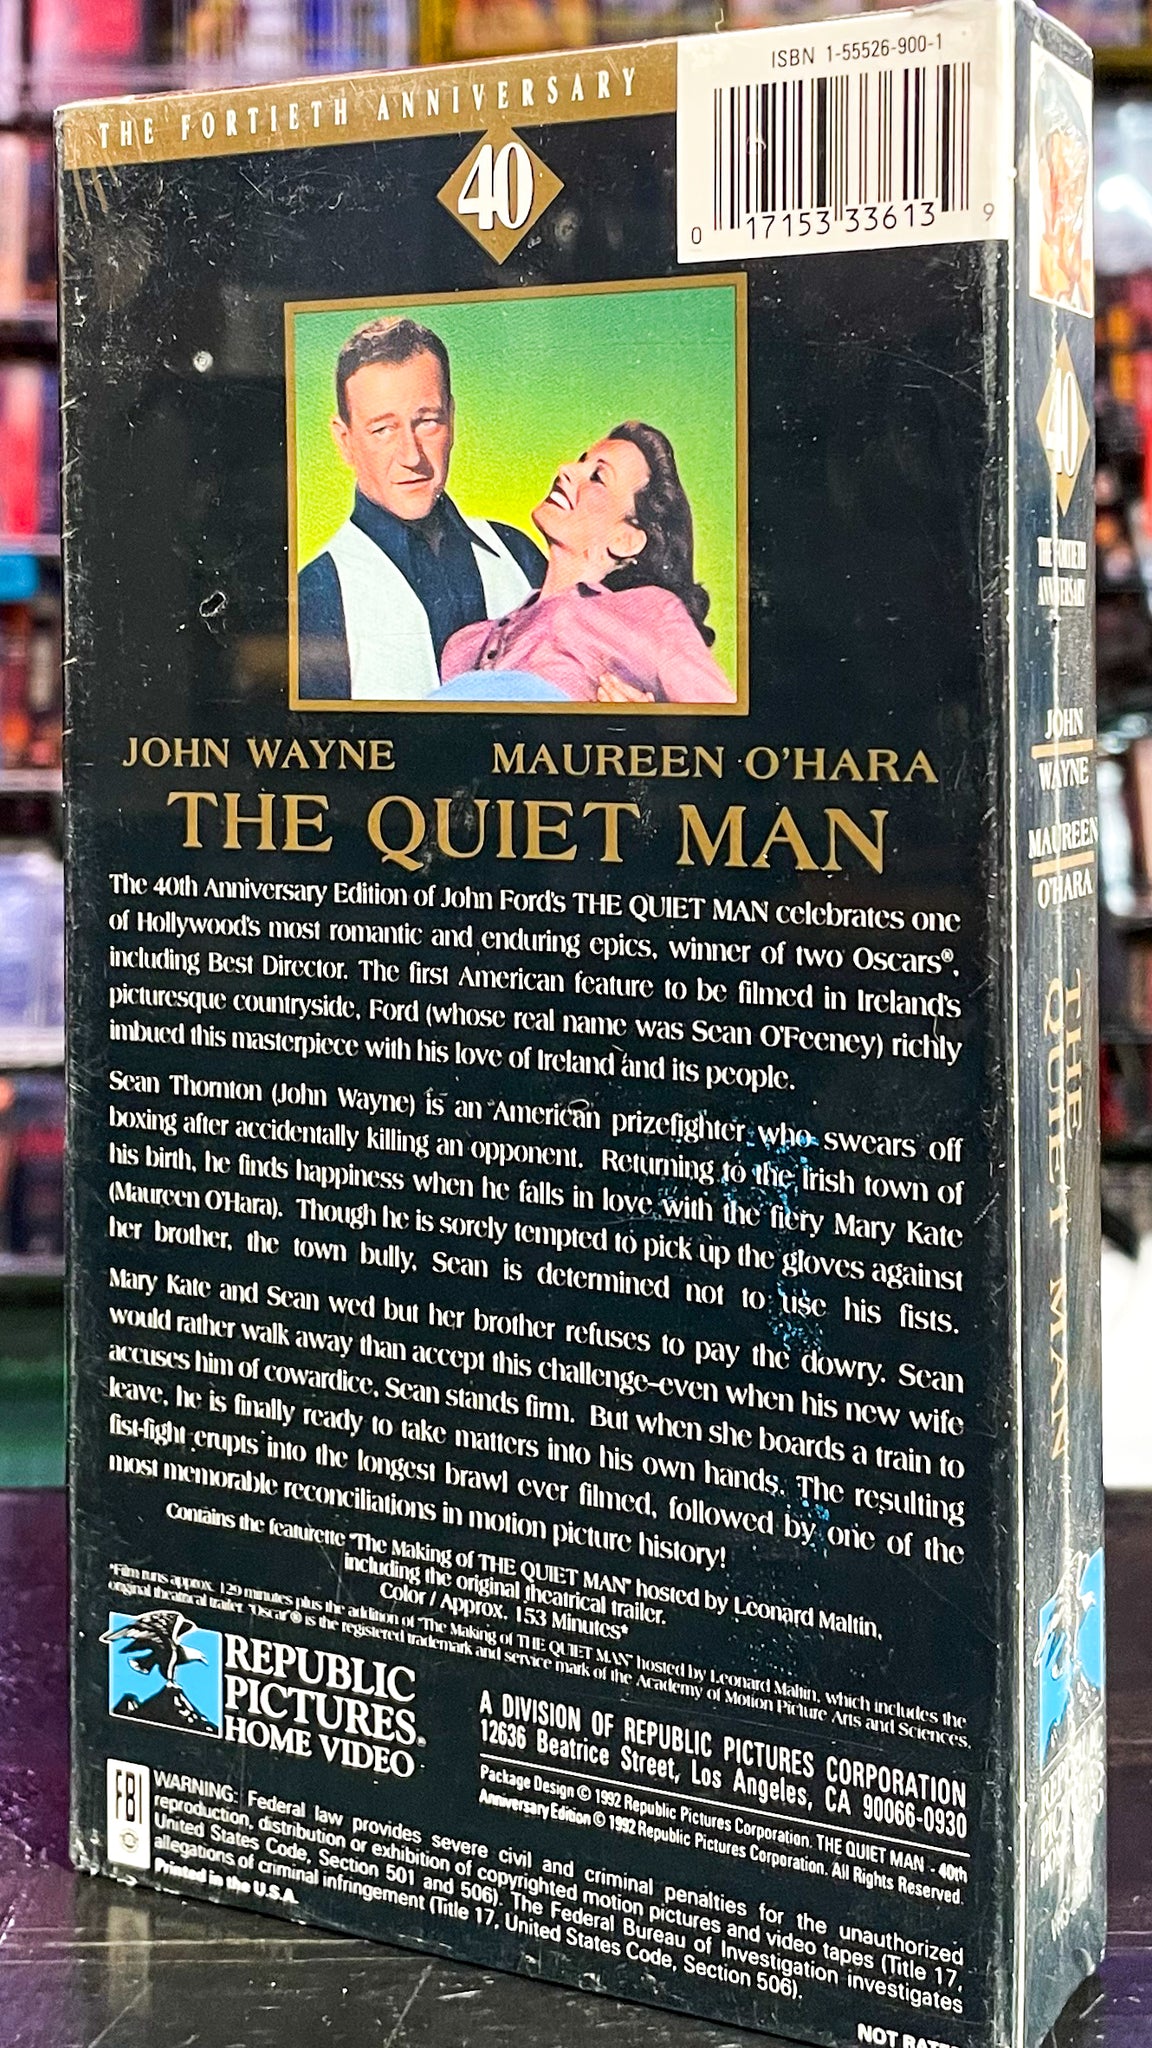 THE FORTIETH ANNIVERSARY
40
ISBN 1-55526-900-1
0 17153 33613 9
JOHN WAYNE MAUREEN O'HARA
THE QUIET MAN
The 40th Anniversary Edition of John Ford's THE QUIET MAN celebrates one
of Hollywood's most romantic and enduring epics, winner of two Oscars®,
including Best Director. The first American feature to be filmed in Ireland's
picturesque countryside, Ford (whose real name was Sean O'Feeney) richly
imbued this masterpiece with his love of Ireland and its people.
Sean Thornton (John Wayne) is an American prizefighter who swears off
boxing after accidentally killing an opponent. Returning to the Irish town of
his birth, he finds happiness when he falls in love with the fiery Mary Kate
(Maureen O'Hara). Though he is sorely tempted to pick up the gloves against
her brother, the town bully, Sean is determined not to use his fists.
Mary Kate and Sean wed but her brother refuses to pay the dowry. Sean
would rather walk away than accept this challenge–even when his new wife
accuses him of cowardice, Sean stands firm. But when she boards a train to
leave, he is finally ready to take matters into his own hands. The resulting
fist-fight erupts into the longest brawl ever filmed, followed by one of the
most memorable reconciliations in motion picture history!
Contains the featurette "The Making of THE QUIET MAN" hosted by Leonard Maltin,
including the original theatrical trailer.
Color / Approx. 153 Minutes*
*Film runs approx. 129 minutes plus the addition of "The Making of THE QUIET MAN" hosted by Leonard Maltin, which includes the
original theatrical trailer. "Oscar"® is the registered trademark and service mark of the Academy of Motion Picture Arts and Sciences.
REPUBLIC
PICTURES®
HOME VIDEO
A DIVISION OF REPUBLIC PICTURES CORPORATION
12636 Beatrice Street, Los Angeles, CA 90066-0930
Package Design © 1992 Republic Pictures Corporation. THE QUIET MAN - 40th
Anniversary Edition © 1992 Republic Pictures Corporation. All Rights Reserved.
FBI
WARNING: Federal law provides severe civil and criminal penalties for the unauthorized
reproduction, distribution or exhibition of copyrighted motion pictures and video tapes (Title 17,
United States Code, Section 501 and 506). The Federal Bureau of Investigation investigates
allegations of criminal infringement (Title 17, United States Code, Section 506).
Printed in the U.S.A.
NOT
40
THE FORTIETH
ANNIVERSARY
JOHN
WAYNE
MAUREEN
O'HARA
THE
QUIET MAN